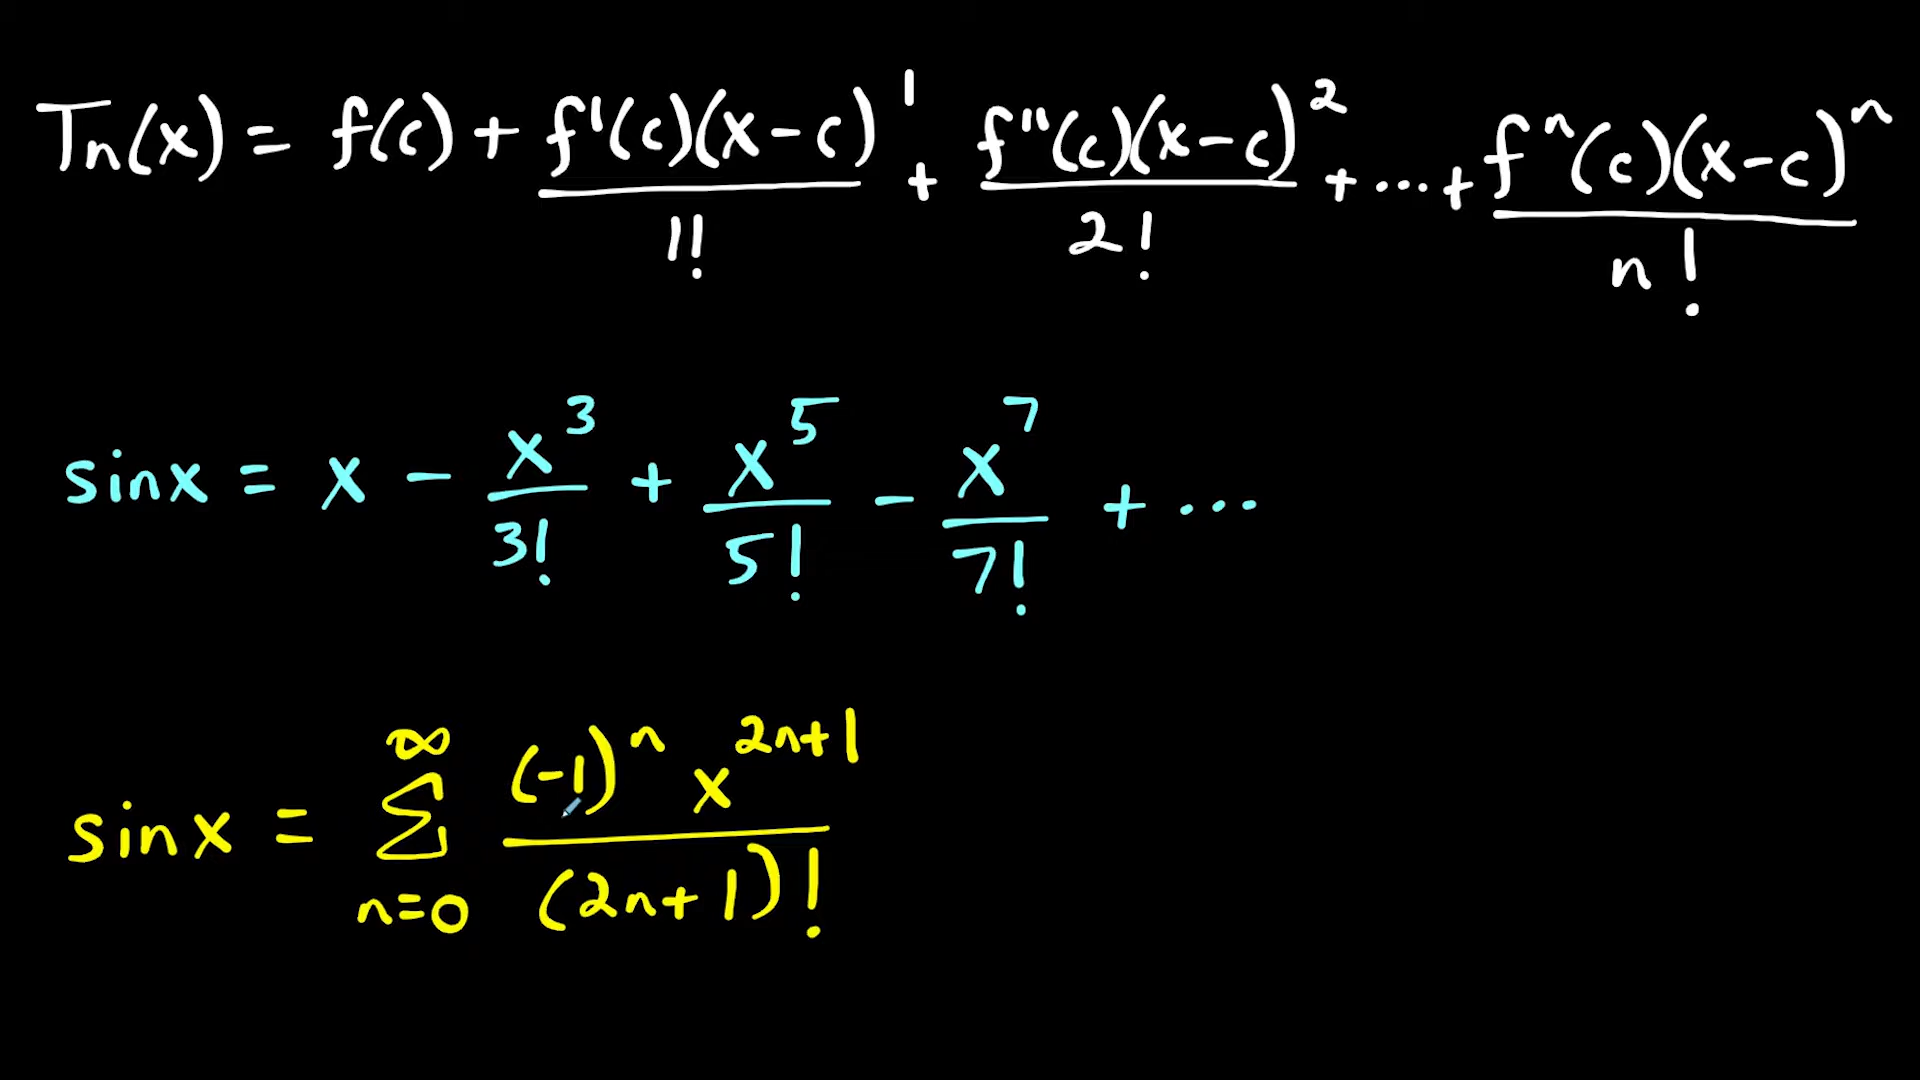 Tn(x) = f(c) + f'(c)(x-c)^1/1! + f''(c)(x-c)^2/2! + ... + f^n(c)(x-c)^n/n!
sinx = x - x^3/3! + x^5/5! - x^7/7! + ...
sinx = ∑_{n=0}^{∞} (-1)^n x^{2n+1}/(2n+1)!